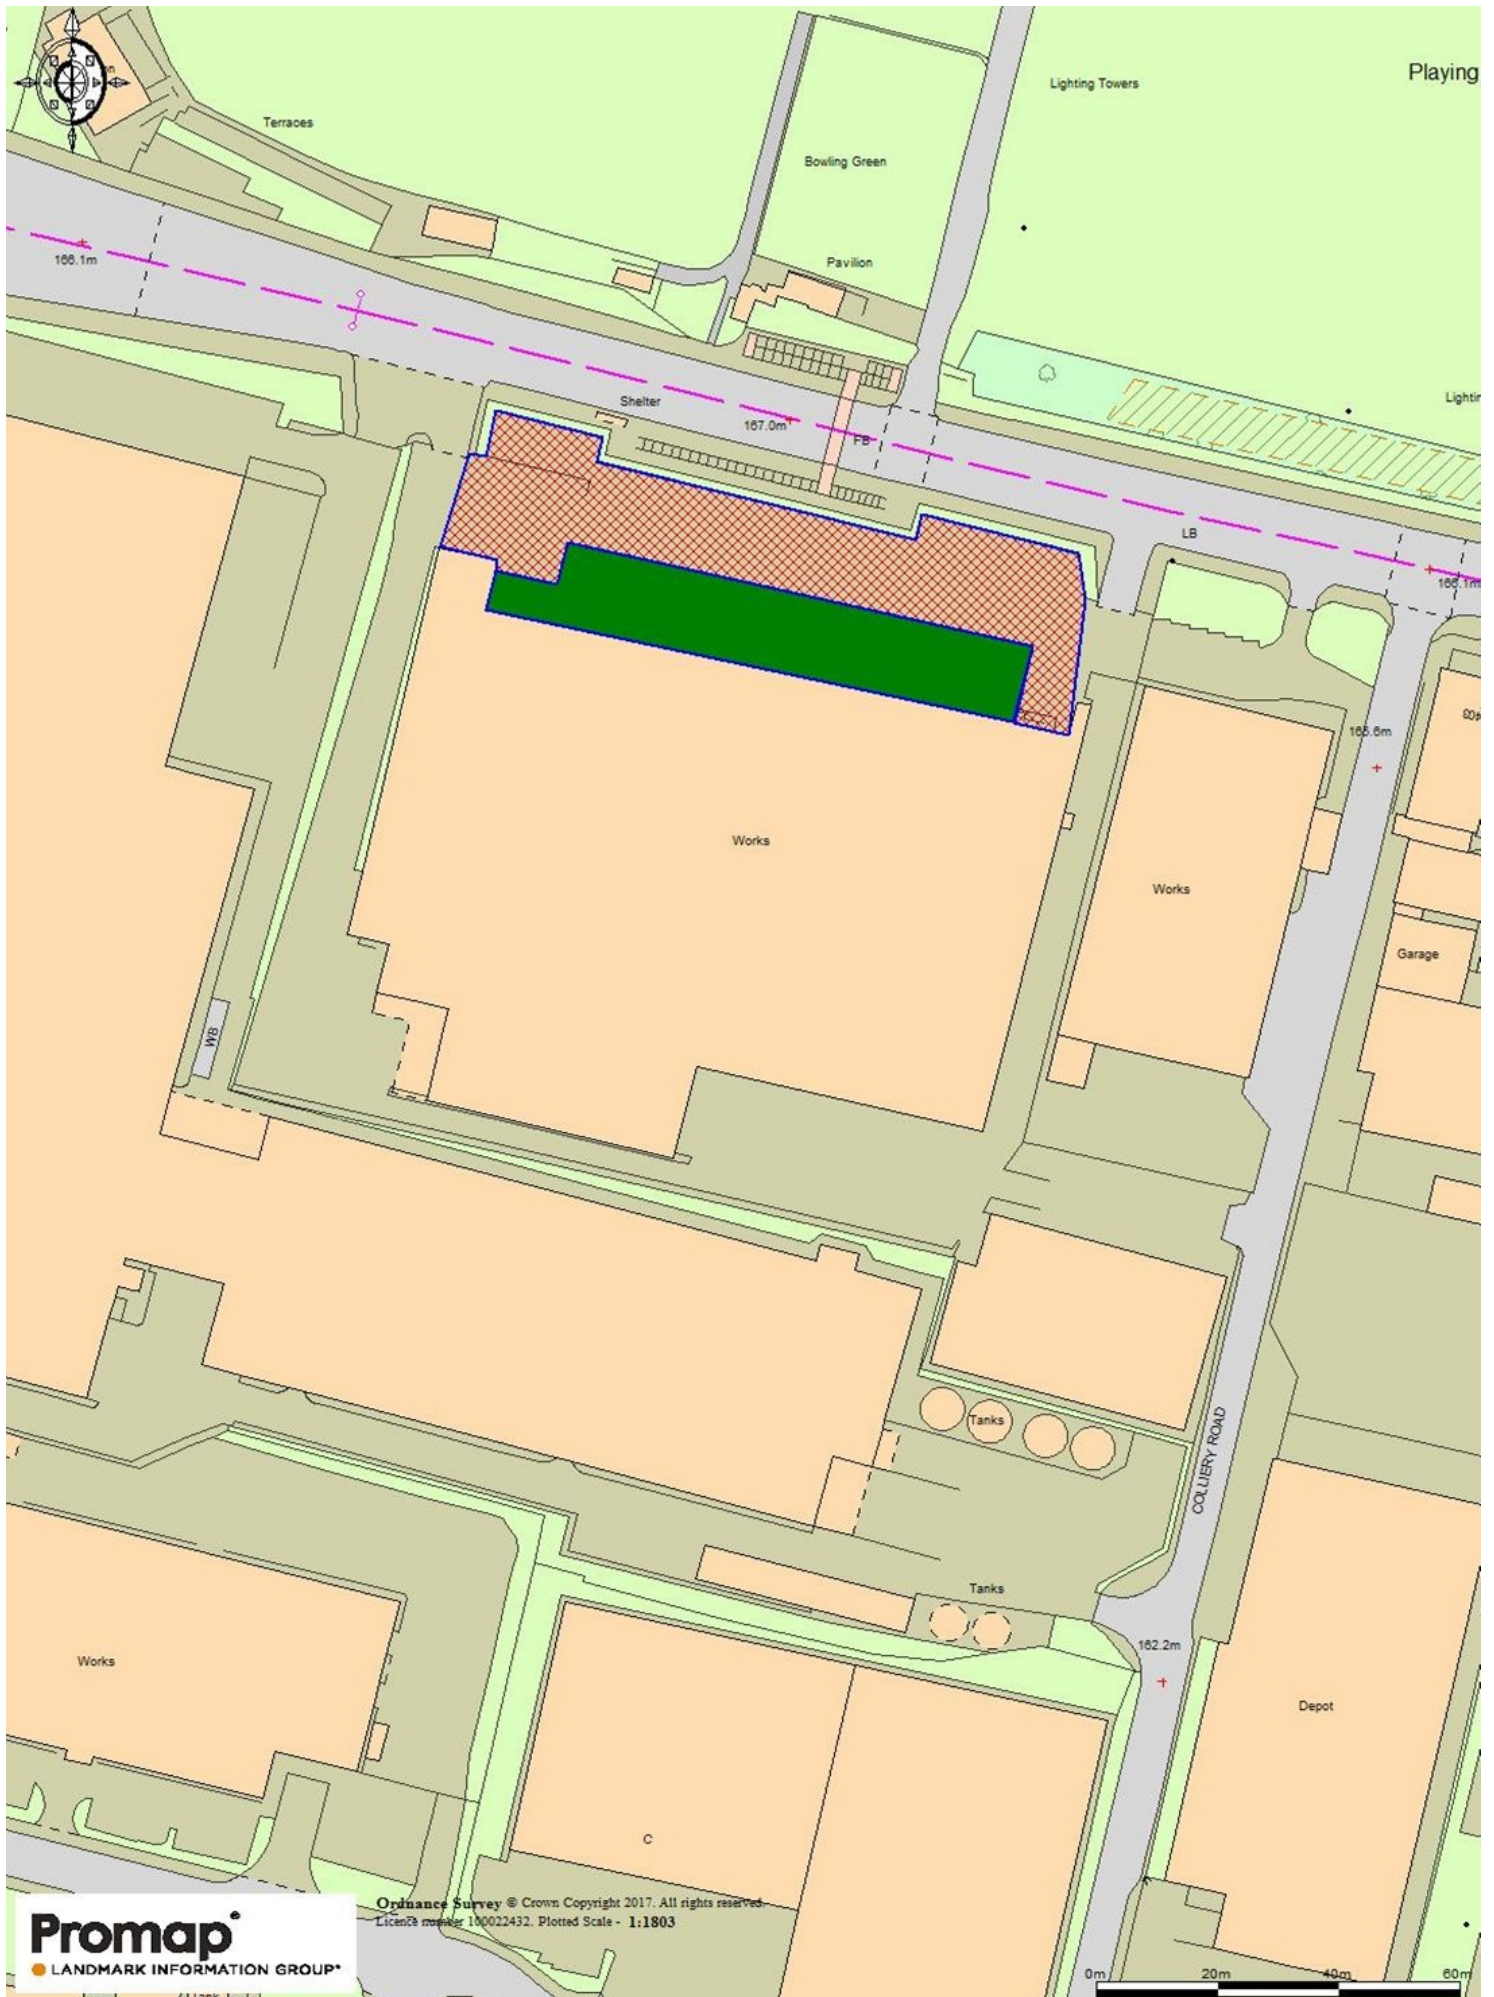 Playing
Lighting Towers
Terraces
Bowling Green
Pavilion
166.1m
Shelter
167.0m
FB
Lightin
LB
166.1m
165.6m
Works
Works
Garage
WB
Tanks
COLLIERY ROAD
Tanks
162.2m
Works
Depot
C
Ordnance Survey © Crown Copyright 2017. All rights reserved.
Licence number 100022432. Plotted Scale - 1:1803
Promap
LANDMARK INFORMATION GROUP
0m 20m 40m 60m